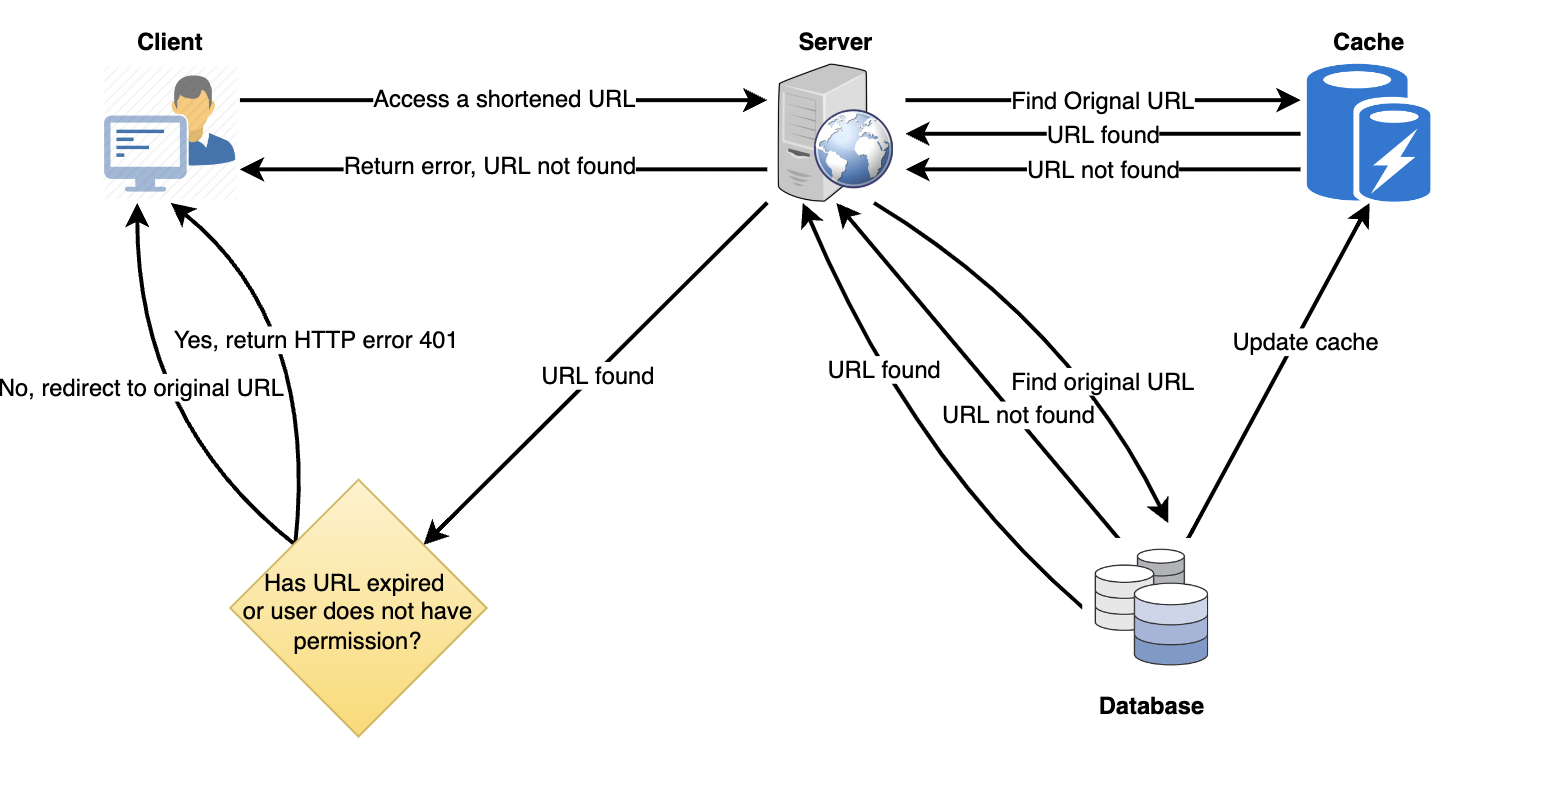 Client
Server
Cache
Access a shortened URL
Find Orignal URL
URL found
Return error, URL not found
URL not found
Yes, return HTTP error 401
Update cache
No, redirect to original URL
URL found
URL found
Find original URL
URL not found
Has URL expired
or user does not have
permission?
Database